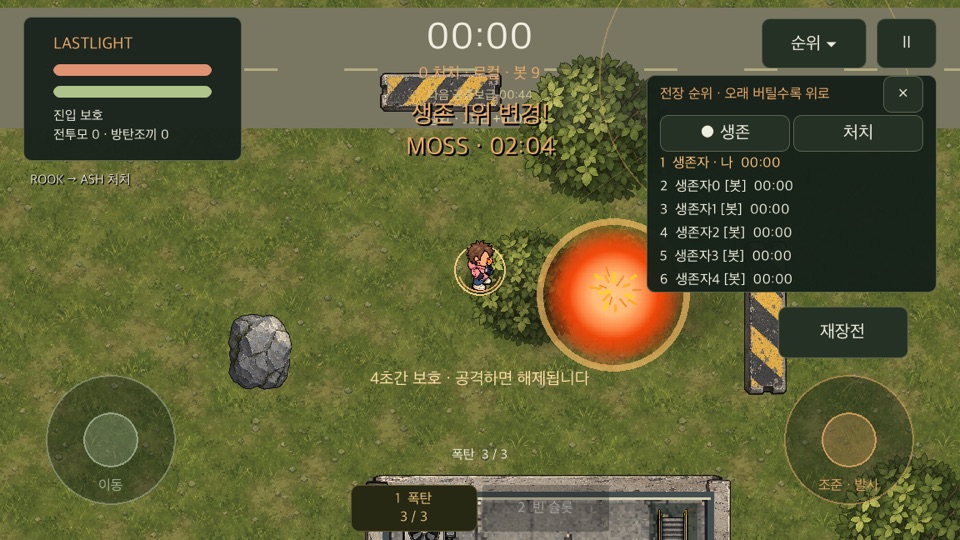 LASTLIGHT
진입 보호
전투모 0 · 방탄조끼 0
ROOK → ASH 처치
00:00
0 처치 · 봇 9
00:44
생존 1위 변경!
MOSS · 02:04
순위
전장 순위 · 오래 버틸수록 위로
×
● 생존
처치
1 생존자 · 나 00:00
2 생존자0 [봇] 00:00
3 생존자1 [봇] 00:00
4 생존자2 [봇] 00:00
5 생존자3 [봇] 00:00
6 생존자4 [봇] 00:00
재장전
4초간 보호 · 공격하면 해제됩니다
이동
조준 · 발사
폭탄 3 / 3
1 폭탄
3 / 3
2 빈 슬롯